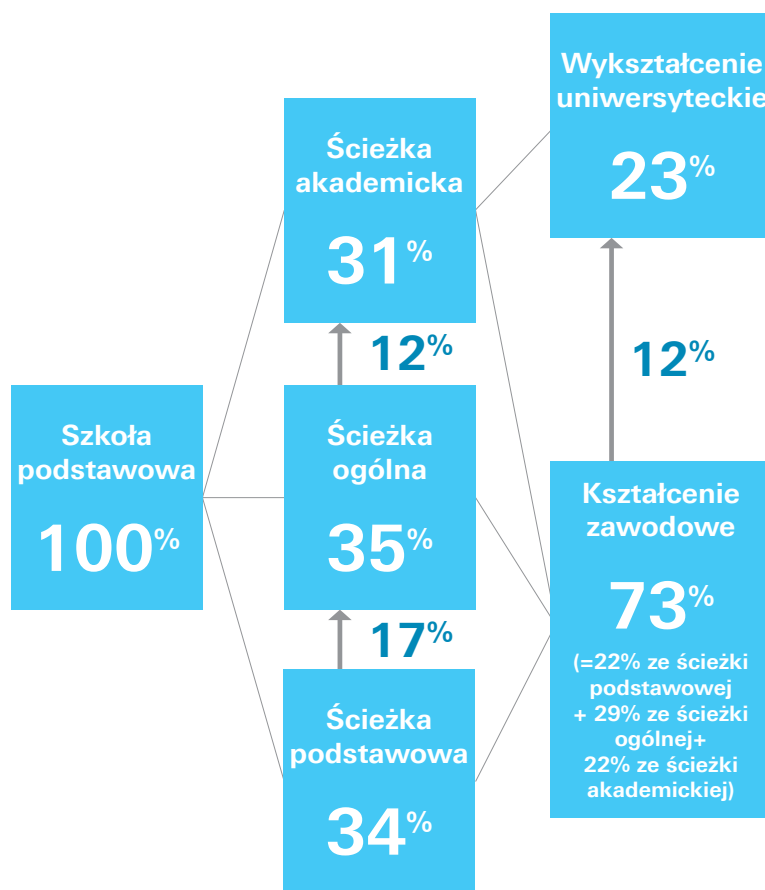 Szkoła
podstawowa
100%
Ścieżka
akademicka
31%
12%
Ścieżka
ogólna
35%
17%
Ścieżka
podstawowa
34%
Wykształcenie
uniwersyteckie
23%
12%
Kształcenie
zawodowe
73%
(=22% ze ścieżki
podstawowej
+ 29% ze ścieżki
ogólnej+
22% ze ścieżki
akademickiej)